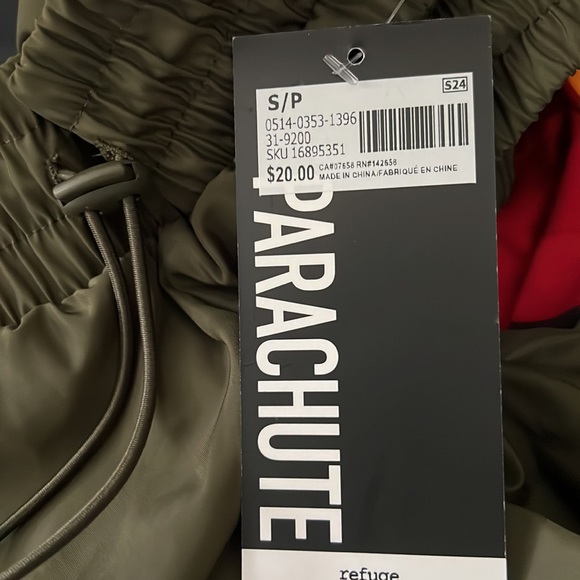 S/P
S24
0514-0353-1396
31-9200
SKU 16895351
$20.00
CA#07658 RN#142658
MADE IN CHINA/FABRIQUÉ EN CHINE
PARACHUTE
refuge